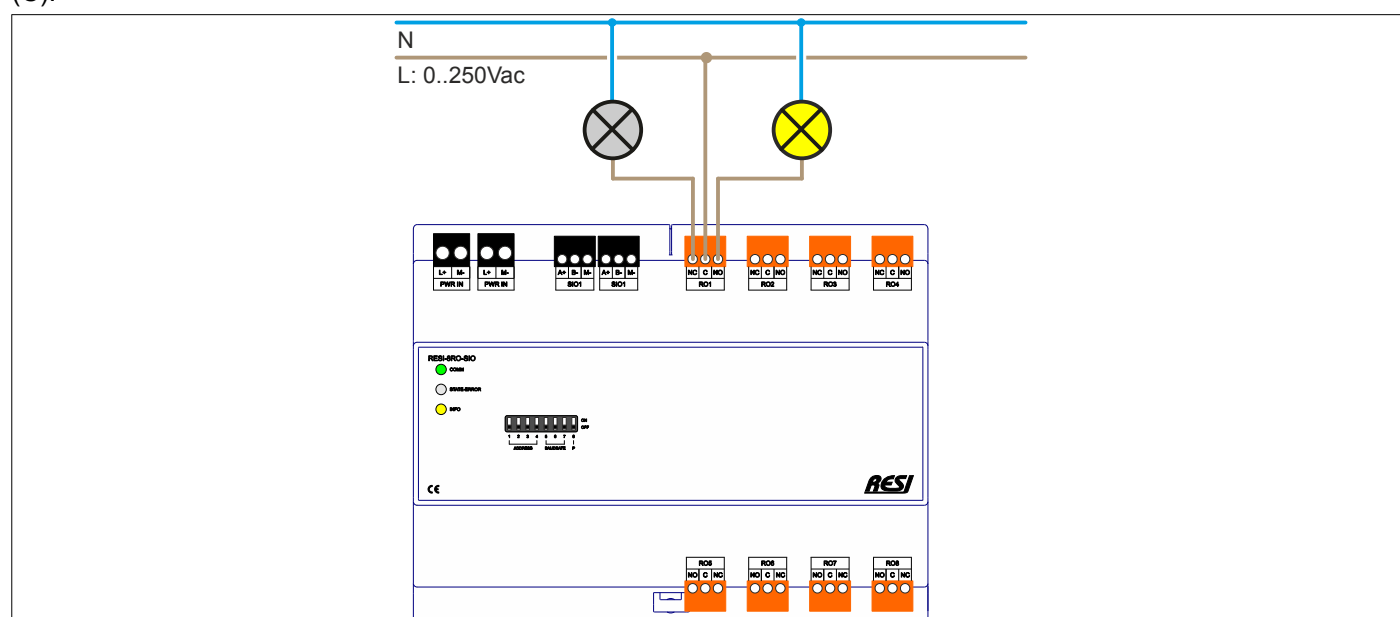 (C).
N
L: 0..250Vac
L+ M- L+ M- A+ B- M- A+ B- M- NC C NO NC C NO NC C NO NC C NO
PWR IN PWR IN SIO1 SIO1 RO1 RO2 RO3 RO4
RESI-8RO-SIO
COMM
STATE-ERROR
INFO
ON
OFF
1 2 3 4 5 6 7 8
ADDRESS BAUDRATE P
CE
RESI
RO5 RO6 RO7 RO8
NO C NC NO C NC NO C NC NO C NC